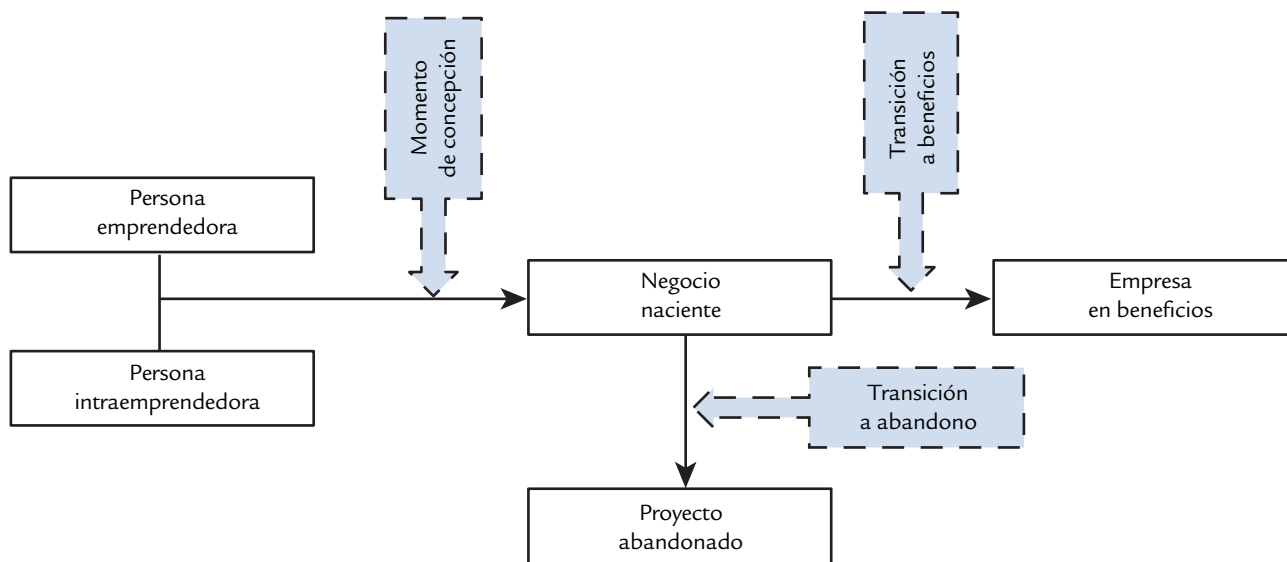 Momento
de concepción
Transición
a beneficios
Persona
emprendedora
Negocio
naciente
Empresa
en beneficios
Persona
intraemprendedora
Transición
a abandono
Proyecto
abandonado